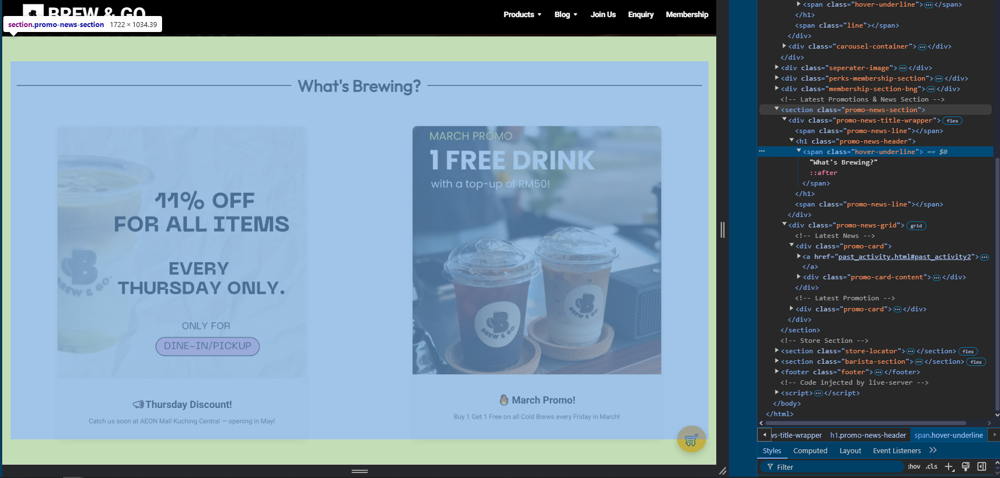 BREW & GO
Products
Blog
Join Us
Enquiry
Membership
section.promo-news-section 1722 × 1034.39
What's Brewing?
11% OFF
FOR ALL ITEMS
EVERY
THURSDAY ONLY.
ONLY FOR
DINE-IN/PICKUP
BREW & GO.
Thursday Discount!
Catch us soon at AEON Mall Kuching Central — opening in May!
MARCH PROMO
1 FREE DRINK
with a top-up of RM50!
BREW & GO.
BREW & GO.
March Promo!
Buy 1 Get 1 Free on all Cold Brews every Friday in March!
<span class="hover-underline">…</span>
</h1>
<span class="line"></span>
</div>
<div class="carousel-container">…</div>
</div>
<div class="seperater-image">…</div>
<div class="perks-membership-section">…</div>
<div class="membership-section-bng">…</div>
<!-- Latest Promotions & News Section -->
<section class="promo-news-section">
<div class="promo-news-title-wrapper"> flex
<span class="promo-news-line"></span>
<h1 class="promo-news-header">
… <span class="hover-underline"> == $0
"What's Brewing?"
::after
</span>
</h1>
<span class="promo-news-line"></span>
</div>
<div class="promo-news-grid"> grid
<!-- Latest News -->
<div class="promo-card">
<a href="past_activity.html#past_activity2">…
</a>
<div class="promo-card-content">…</div>
</div>
<!-- Latest Promotion -->
<div class="promo-card">…</div>
</div>
</section>
<!-- Store Section -->
<section class="store-locator">…</section> flex
<section class="barista-section">…</section> flex
<footer class="footer">…</footer>
<!-- Code injected by live-server -->
<script>…</script>
</body>
</html>
ws-title-wrapper h1.promo-news-header span.hover-underline
Styles Computed Layout Event Listeners
Filter :hov .cls